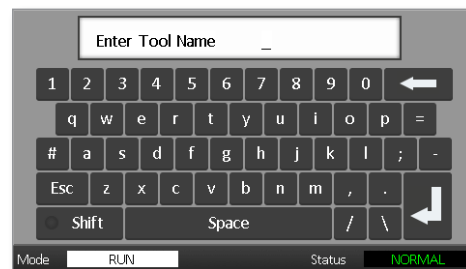 Enter Tool Name _
1 2 3 4 5 6 7 8 9 0
q w e r t y u i o p =
# a s d f g h j k l ; -
Esc z x c v b n m , .
Shift Space / \
Mode RUN Status NORMAL